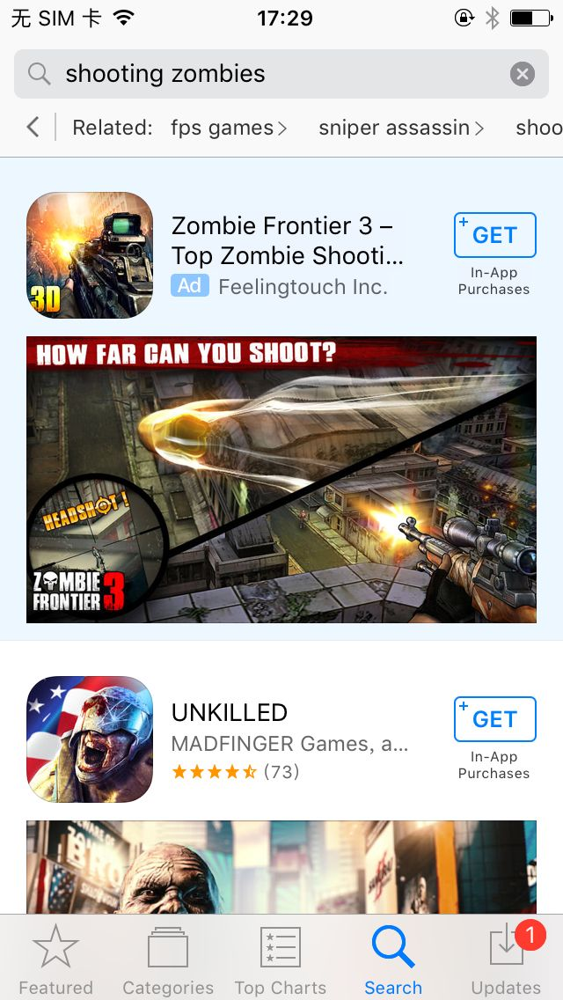 无 SIM 卡 17:29
shooting zombies
Related: fps games sniper assassin shoo
Zombie Frontier 3 –
Top Zombie Shooti...
Ad Feelingtouch Inc.
+ GET
In-App
Purchases
3D
HOW FAR CAN YOU SHOOT?
HEADSHOT!
ZOMBIE
FRONTIER 3
UNKILLED
MADFINGER Games, a...
(73)
+ GET
In-App
Purchases
BRO
Featured Categories Top Charts Search Updates
1